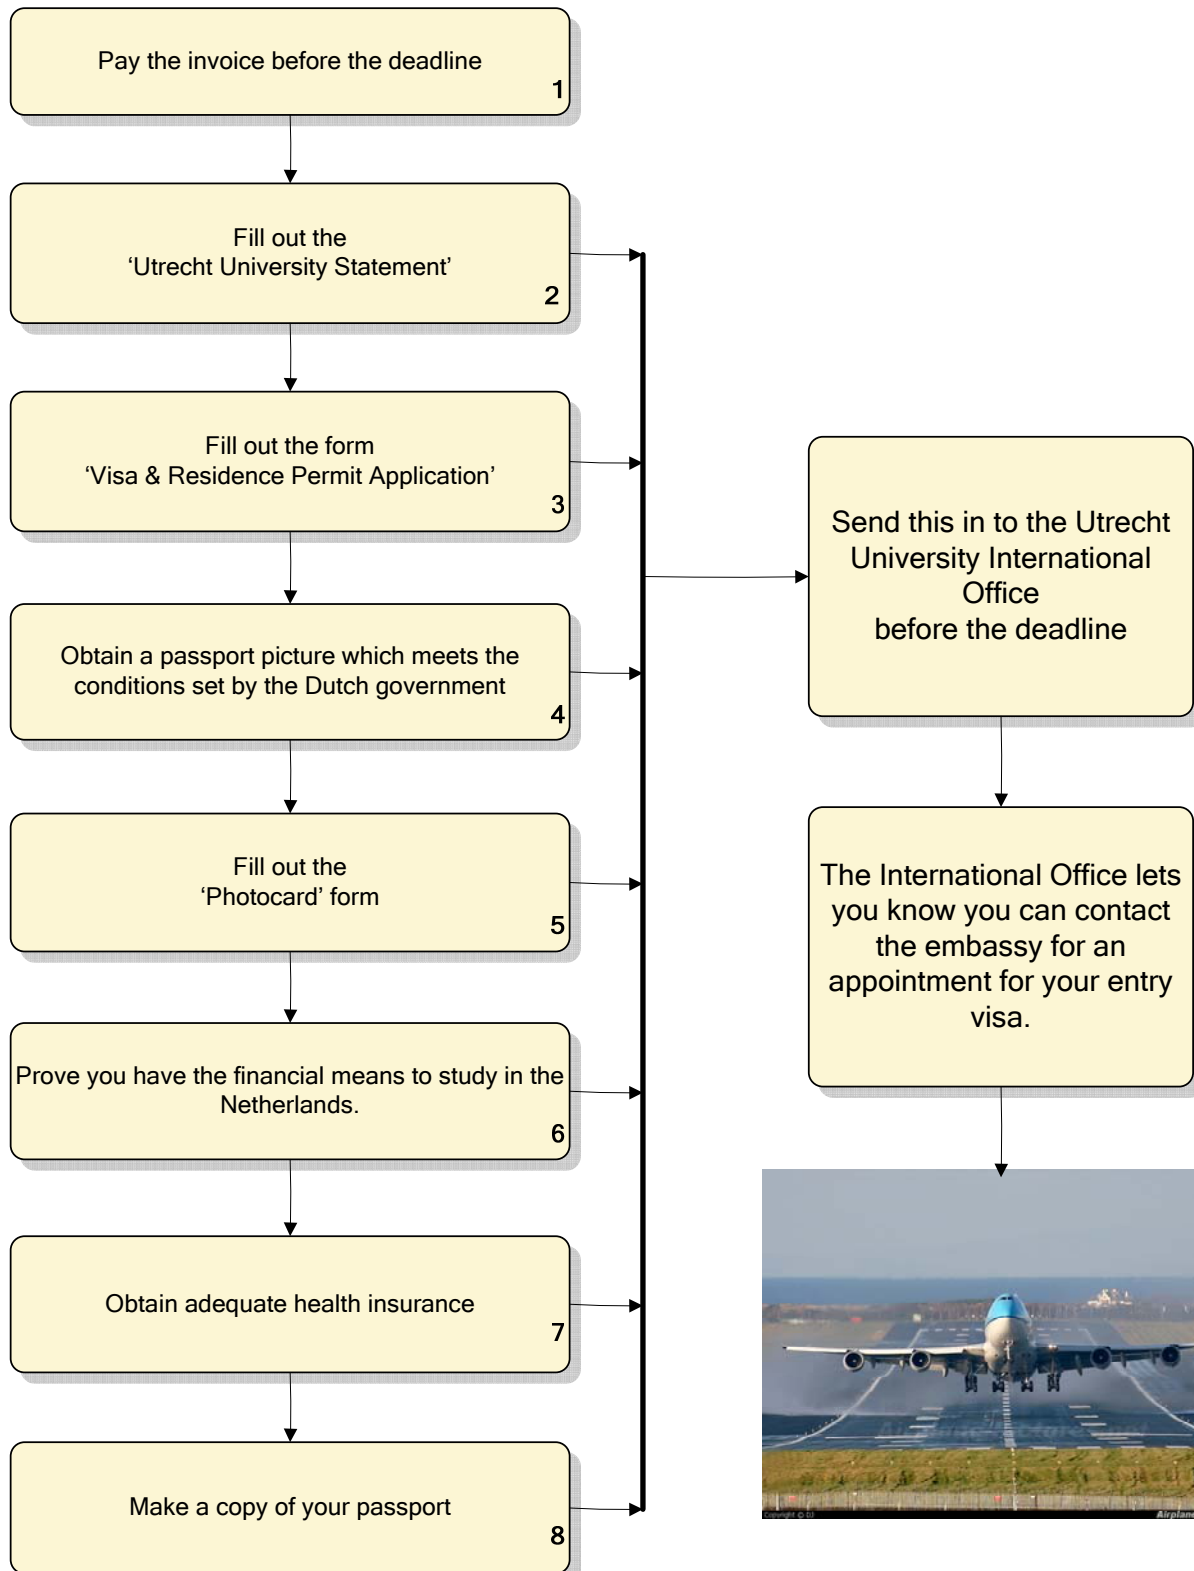 Pay the invoice before the deadline
1
Fill out the
‘Utrecht University Statement’
2
Fill out the form
‘Visa & Residence Permit Application’
3
Obtain a passport picture which meets the
conditions set by the Dutch government
4
Fill out the
‘Photocard’ form
5
Prove you have the financial means to study in the
Netherlands.
6
Obtain adequate health insurance
7
Make a copy of your passport
8
Send this in to the Utrecht
University International
Office
before the deadline
The International Office lets
you know you can contact
the embassy for an
appointment for your entry
visa.
Copyright © DJ